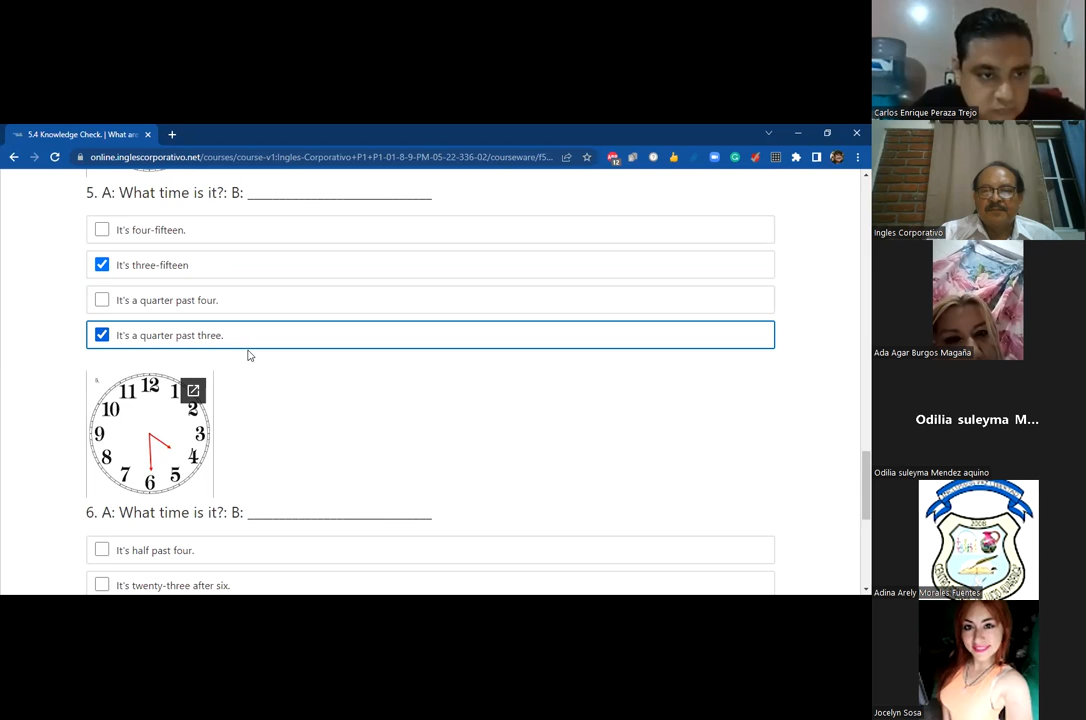 5.4 Knowledge Check. | What are
online.inglescorporativo.net/courses/course-v1:Ingles-Corporativo+P1+P1-01-8-9-PM-05-22-336-02/courseware/f5...
12
5. A: What time is it?: B: ___________________________
It's four-fifteen.
It's three-fifteen
It's a quarter past four.
It's a quarter past three.
11 12 1
10 2
9 3
8 4
7 6 5
6. A: What time is it?: B: ___________________________
It's half past four.
It's twenty-three after six.
Carlos Enrique Peraza Trejo
Ingles Corporativo
Ada Agar Burgos Magaña
Odilia suleyma M...
Odilia suleyma Mendez aquino
2005
Adina Arely Morales Fuentes
Jocelyn Sosa